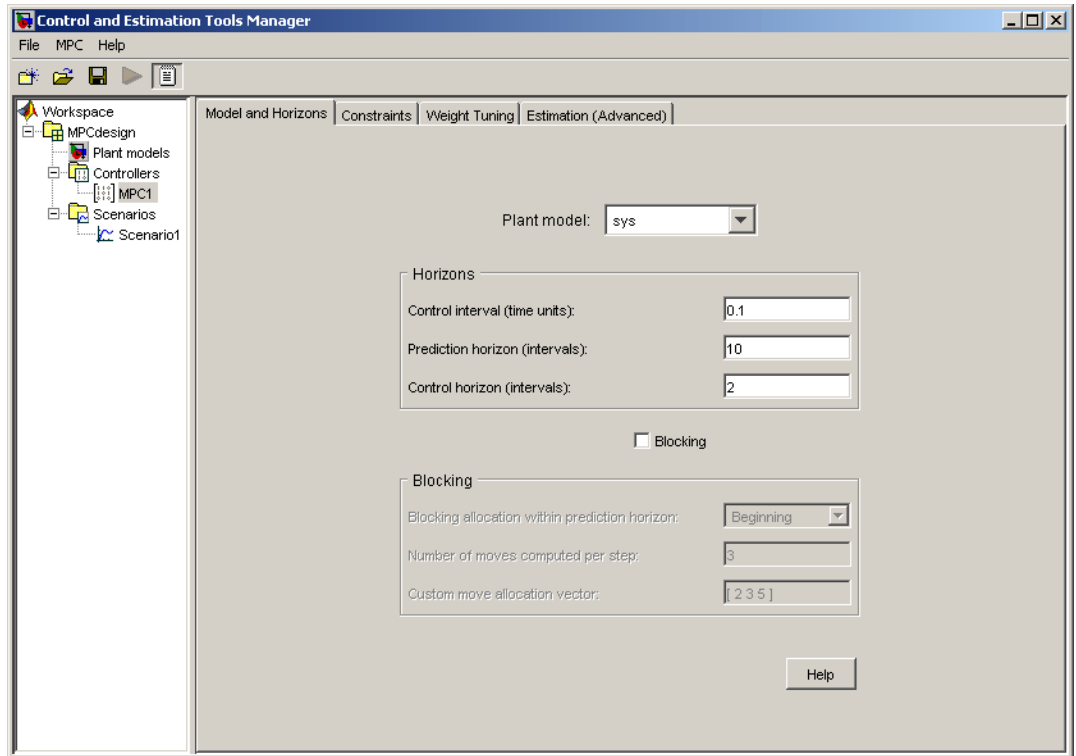 Control and Estimation Tools Manager
File MPC Help
Workspace
MPCdesign
Plant models
Controllers
MPC1
Scenarios
Scenario1
Model and Horizons Constraints Weight Tuning Estimation (Advanced)
Plant model: sys
Horizons
Control interval (time units): 0.1
Prediction horizon (intervals): 10
Control horizon (intervals): 2
Blocking
Blocking
Blocking allocation within prediction horizon: Beginning
Number of moves computed per step: 3
Custom move allocation vector: [ 2 3 5 ]
Help